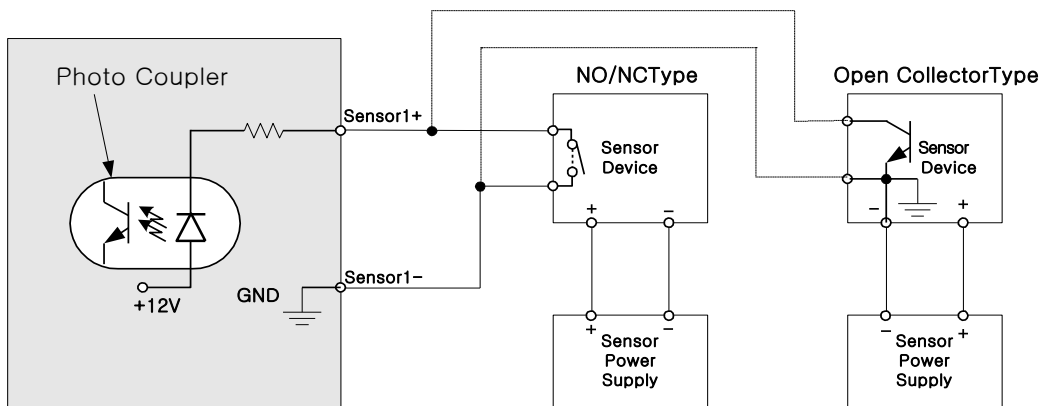 Photo Coupler
NO/NCType
Open CollectorType
Sensor1+
Sensor
Device
Sensor
Device
+
−
−
+
Sensor1−
GND
+12V
+
−
−
+
Sensor
Power
Supply
Sensor
Power
Supply